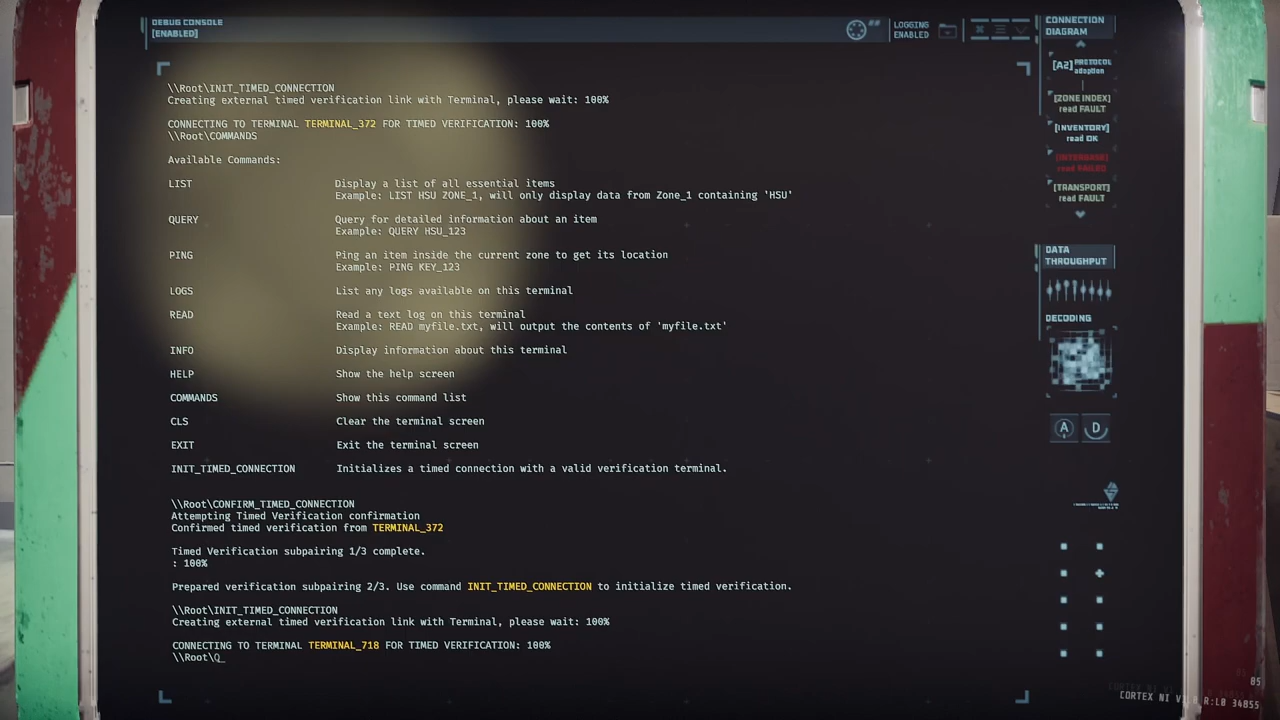 DEBUG CONSOLE
[ENABLED]
LOGGING
ENABLED
\\Root\INIT_TIMED_CONNECTION
Creating external timed verification link with Terminal, please wait: 100%
CONNECTING TO TERMINAL TERMINAL_372 FOR TIMED VERIFICATION: 100%
\\Root\COMMANDS
Available Commands:
LIST Display a list of all essential items
Example: LIST HSU ZONE_1, will only display data from Zone_1 containing 'HSU'
QUERY Query for detailed information about an item
Example: QUERY HSU_123
PING Ping an item inside the current zone to get its location
Example: PING KEY_123
LOGS List any logs available on this terminal
READ Read a text log on this terminal
Example: READ myfile.txt, will output the contents of 'myfile.txt'
INFO Display information about this terminal
HELP Show the help screen
COMMANDS Show this command list
CLS Clear the terminal screen
EXIT Exit the terminal screen
INIT_TIMED_CONNECTION Initializes a timed connection with a valid verification terminal.
\\Root\CONFIRM_TIMED_CONNECTION
Attempting Timed Verification confirmation
Confirmed timed verification from TERMINAL_372
Timed Verification subpairing 1/3 complete.
: 100%
Prepared verification subpairing 2/3. Use command INIT_TIMED_CONNECTION to initialize timed verification.
\\Root\INIT_TIMED_CONNECTION
Creating external timed verification link with Terminal, please wait: 100%
CONNECTING TO TERMINAL TERMINAL_718 FOR TIMED VERIFICATION: 100%
\\Root\Q_
CONNECTION
DIAGRAM
[A2] PROTOCOL
adaption
[ZONE INDEX]
read FAULT
[INVENTORY]
read OK
read FAILED
[TRANSPORT]
read FAULT
DATA
THROUGHPUT
DECODING
A D
85
CORTEX NI R:L0 34855